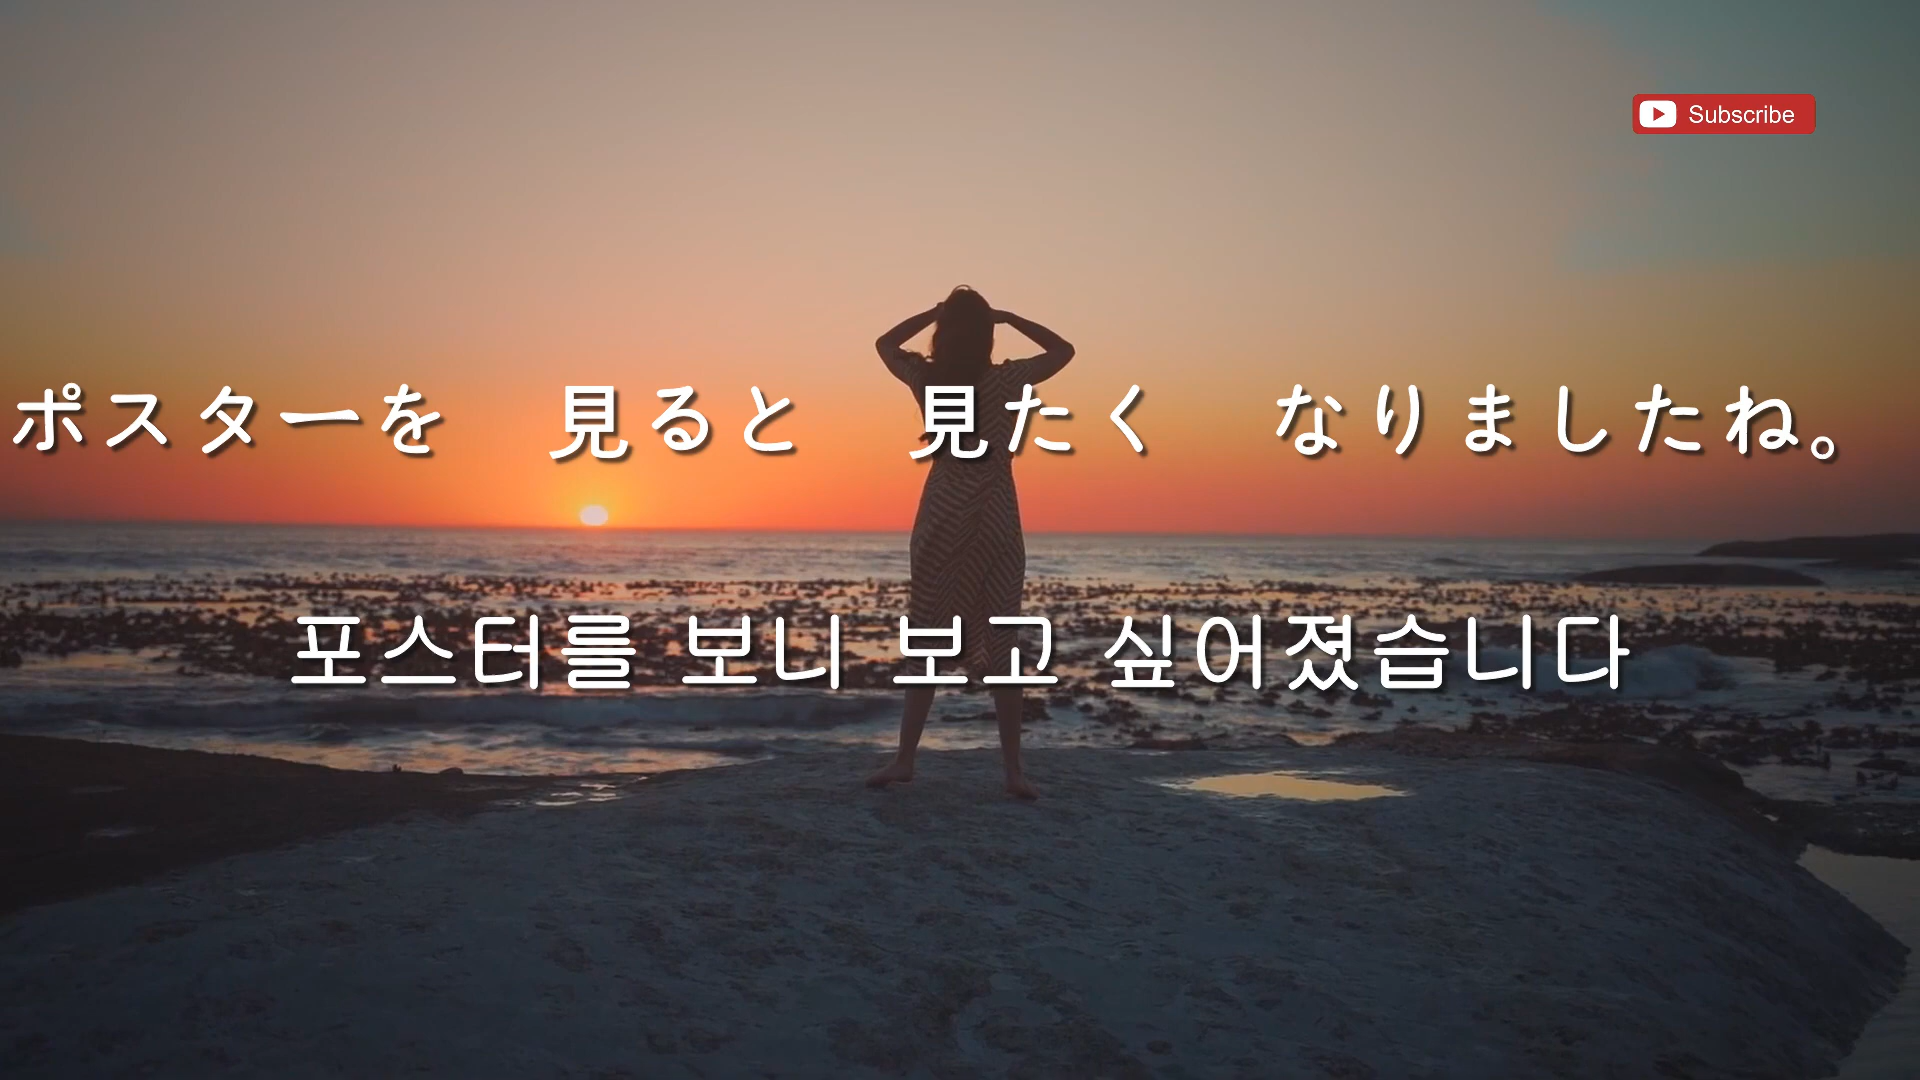 Subscribe
ポスターを　見ると　見たく　なりましたね。
포스터를 보니 보고 싶어졌습니다